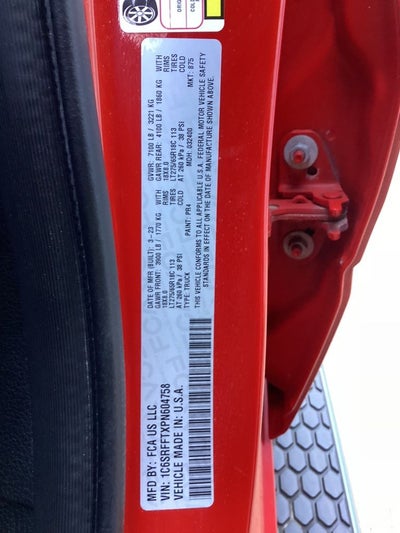 MFD BY: FCA US LLC
1C6SRFFTXPN604758
VIN:
VEHICLE MADE IN: U.S.A.
DATE OF MFR (BUILT): 3-23
GVWR: 7100 LB / 3221 KG
GAWR FRONT: 3900 LB / 1770 KG
WITH
18X8.0
RIMS
LT275/65R18C 113
TIRES
AT 260 kPa / 38 PSI
COLD
GAWR REAR: 4100 LB / 1860 KG
WITH
18X8.0
RIMS
LT275/65R18C 113
TIRES
AT 260 kPa / 38 PSI
COLD
TYPE: TRUCK
PAINT: PR4
MDH: 032400
MKT: 875
THIS VEHICLE CONFORMS TO ALL APPLICABLE U.S.A. FEDERAL MOTOR VEHICLE SAFETY
STANDARDS IN EFFECT ON THE DATE OF MANUFACTURE SHOWN ABOVE.